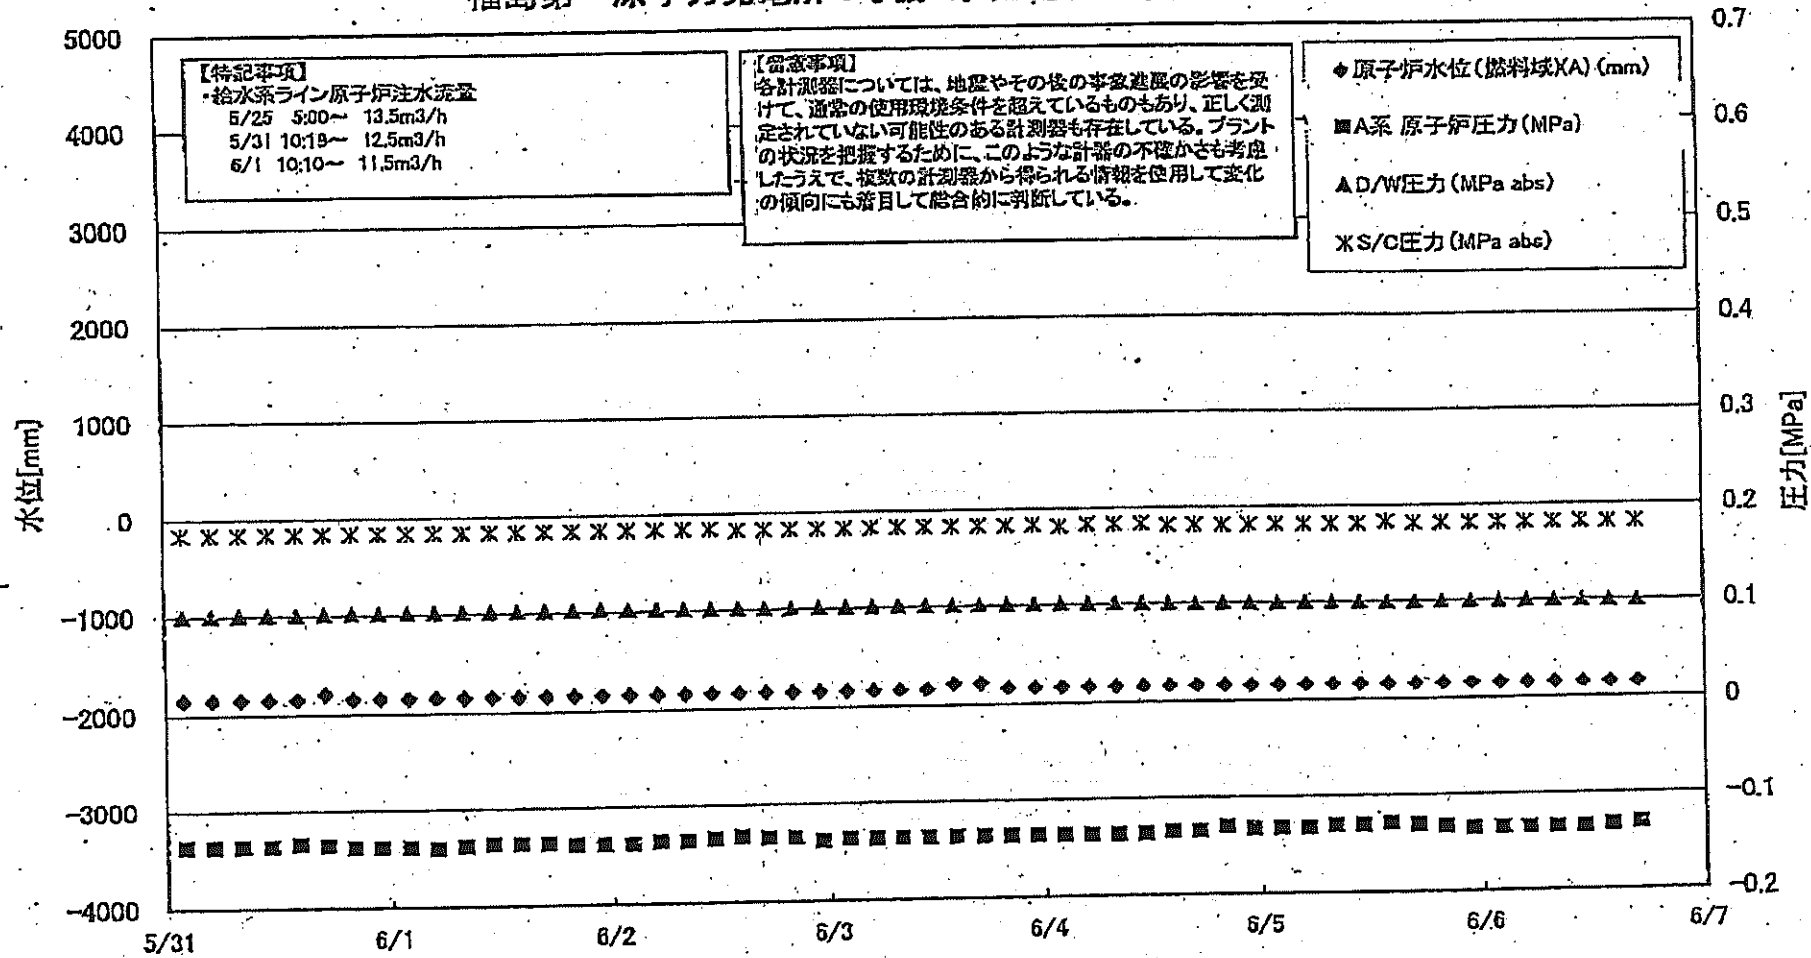 原子力発電所
【特記事項】
・給水系ライン原子炉注水流量
5/25 5:00～ 13.5m3/h
5/31 10:18～ 12.5m3/h
6/1 10:10～ 11.5m3/h
【留意事項】
各計測器については、地震やその後の事象進展の影響を受
けて、通常の使用環境条件を超えているものもあり、正しく測
定されていない可能性のある計測器も存在している。プラント
の状況を把握するために、このような計器の不確かさも考慮
したうえで、複数の計測器から得られる情報を使用して変化
の傾向にも着目して総合的に判断している。
◆原子炉水位(燃料域)(A) (mm)
■A系 原子炉圧力(MPa)
▲D/W圧力(MPa abs)
S/C圧力(MPa abs)
水位[mm]
5000
4000
3000
2000
1000
0
-1000
-2000
-3000
-4000
圧力[MPa]
0.7
0.6
0.5
0.4
0.3
0.2
0.1
0
-0.1
-0.2
5/31 6/1 6/2 6/3 6/4 6/5 6/6 6/7